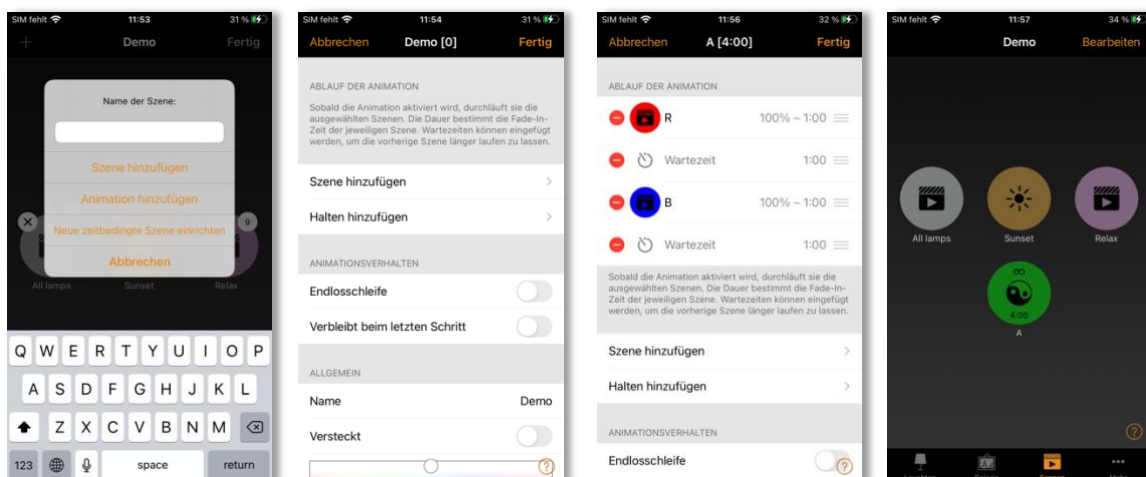 SIM fehlt 11:53 31 %
+ Demo Fertig
Name der Szene:
Szene hinzufügen
Animation hinzufügen
Neue zeitbedingte Szene einrichten
Abbrechen
9
All lamps Sunset Relax
Q W E R T Y U I O P
A S D F G H J K L
Z X C V B N M
123 space return
SIM fehlt 11:54 31 %
Abbrechen Demo [0] Fertig
ABLAUF DER ANIMATION
Sobald die Animation aktiviert wird, durchläuft sie die
ausgewählten Szenen. Die Dauer bestimmt die Fade-In-
Zeit der jeweiligen Szene. Wartezeiten können eingefügt
werden, um die vorherige Szene länger laufen zu lassen.
Szene hinzufügen
Halten hinzufügen
ANIMATIONSVERHALTEN
Endlosschleife
Verbleibt beim letzten Schritt
ALLGEMEIN
Name Demo
Versteckt
?
SIM fehlt 11:56 32 %
Abbrechen A [4:00] Fertig
ABLAUF DER ANIMATION
R 100% ~ 1:00
Wartezeit 1:00
B 100% ~ 1:00
Wartezeit 1:00
Sobald die Animation aktiviert wird, durchläuft sie die
ausgewählten Szenen. Die Dauer bestimmt die Fade-In-
Zeit der jeweiligen Szene. Wartezeiten können eingefügt
werden, um die vorherige Szene länger laufen zu lassen.
Szene hinzufügen
Halten hinzufügen
ANIMATIONSVERHALTEN
Endlosschleife
?
SIM fehlt 11:57 34 %
Demo Bearbeiten
All lamps Sunset Relax
4:00
A
?